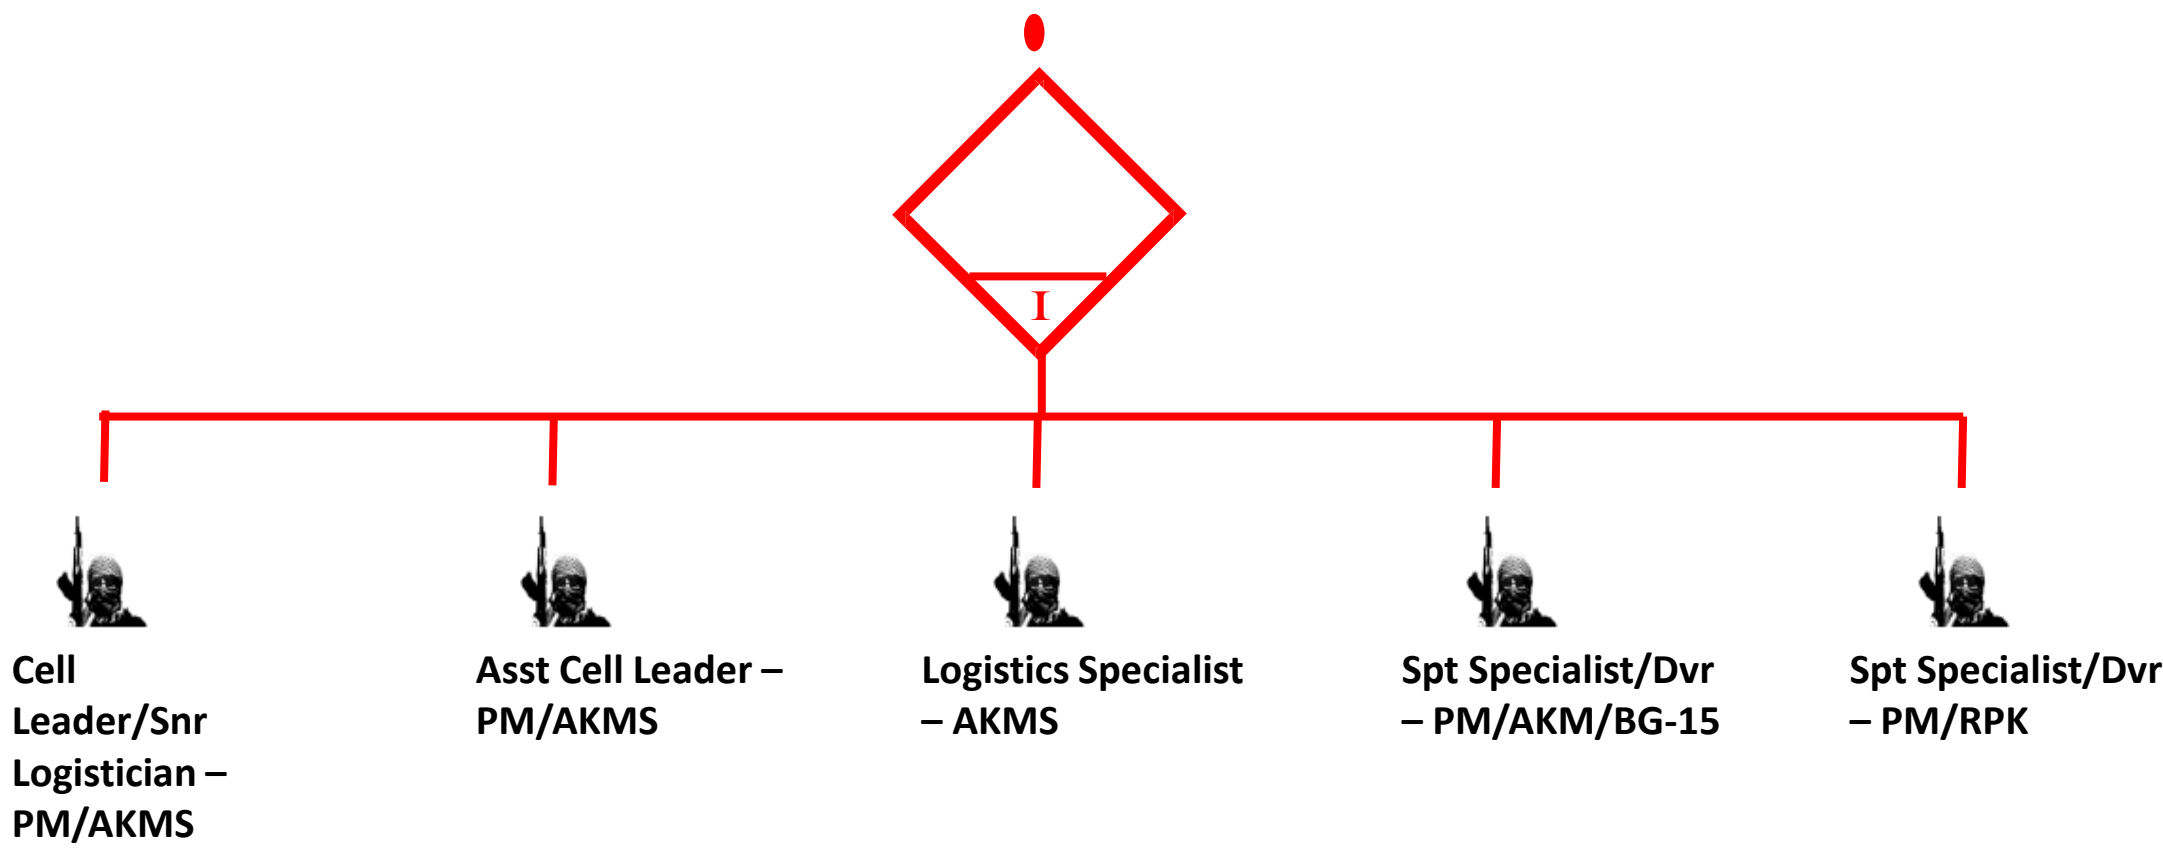 I
Cell
Leader/Snr
Logistician –
PM/AKMS
Asst Cell Leader –
PM/AKMS
Logistics Specialist
– AKMS
Spt Specialist/Dvr
– PM/AKM/BG-15
Spt Specialist/Dvr
– PM/RPK